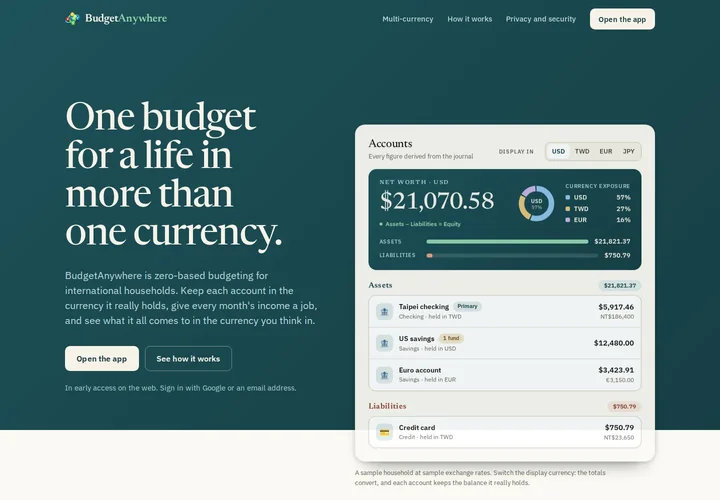 BudgetAnywhere
Multi-currency How it works Privacy and security Open the app
One budget
for a life in
more than
one currency.
BudgetAnywhere is zero-based budgeting for
international households. Keep each account in the
currency it really holds, give every month's income a job,
and see what it all comes to in the currency you think in.
Open the app See how it works
In early access on the web. Sign in with Google or an email address.
Accounts
Every figure derived from the journal
DISPLAY IN USD TWD EUR JPY
NET WORTH · USD
$21,070.58
Assets − Liabilities = Equity
USD
57%
CURRENCY EXPOSURE
USD 57%
TWD 27%
EUR 16%
ASSETS $21,821.37
LIABILITIES $750.79
Assets $21,821.37
Taipei checking Primary $5,917.46
Checking · held in TWD NT$186,400
US savings 1 fund $12,480.00
Savings · held in USD
Euro account $3,423.91
Savings · held in EUR €3,150.00
Liabilities $750.79
Credit card $750.79
Credit · held in TWD NT$23,650
A sample household at sample exchange rates. Switch the display currency: the totals
convert, and each account keeps the balance it really holds.